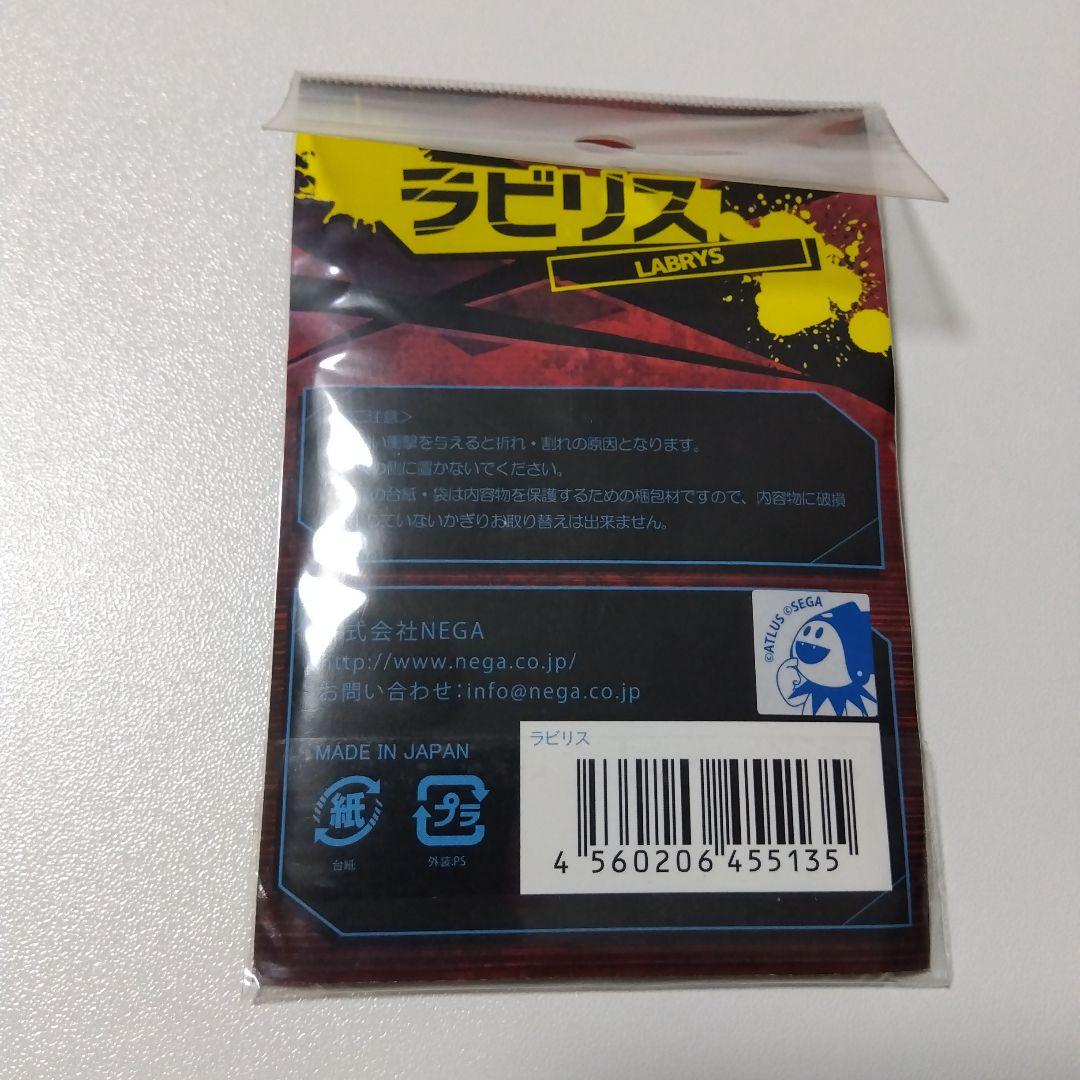 ラビリス
LABRYS
ご注意>
い衝撃を与えると折れ・割れの原因となります。
の側に置かないでください。
の台紙・袋は内容物を保護するための梱包材ですので、内容物に破損
していないかぎりお取り替えは出来ません。
©ATLUS ©SEGA
式会社NEGA
http://www.nega.co.jp/
お問い合わせ:info@nega.co.jp
ラビリス
MADE IN JAPAN
紙
プラ
台紙
外装:PS
4 560206 455135